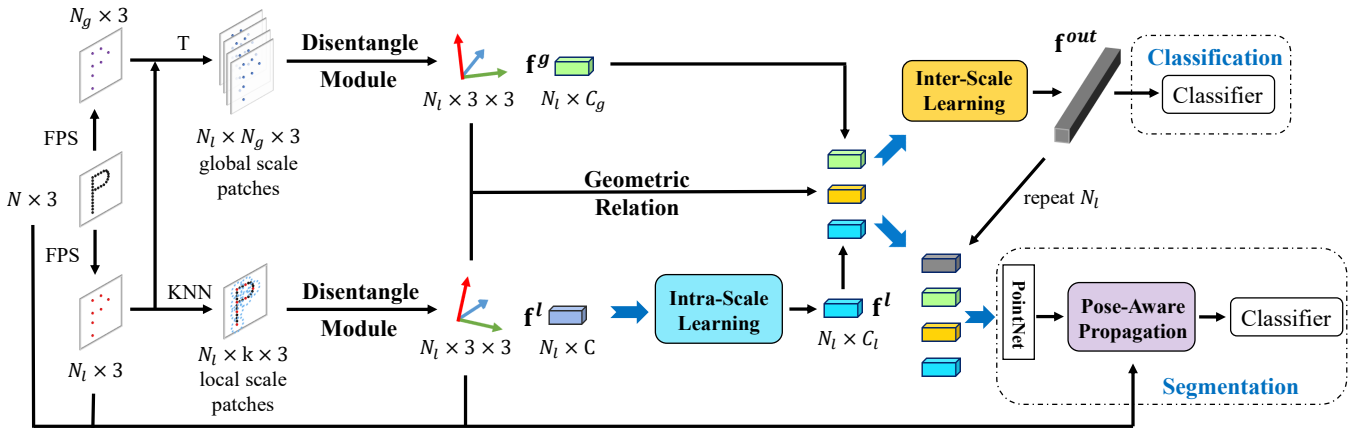 N_g × 3
T
Disentangle
Module
f^g
N_l × 3 × 3
N_l × C_g
FPS
N_l × N_g × 3
global scale
patches
N × 3
FPS
Geometric
Relation
Inter-Scale
Learning
f^out
Classification
Classifier
repeat N_l
KNN
Disentangle
Module
f^l
N_l × 3 × 3
N_l × C
Intra-Scale
Learning
f^l
N_l × C_l
N_l × 3
N_l × k × 3
local scale
patches
PointNet
Pose-Aware
Propagation
Classifier
Segmentation